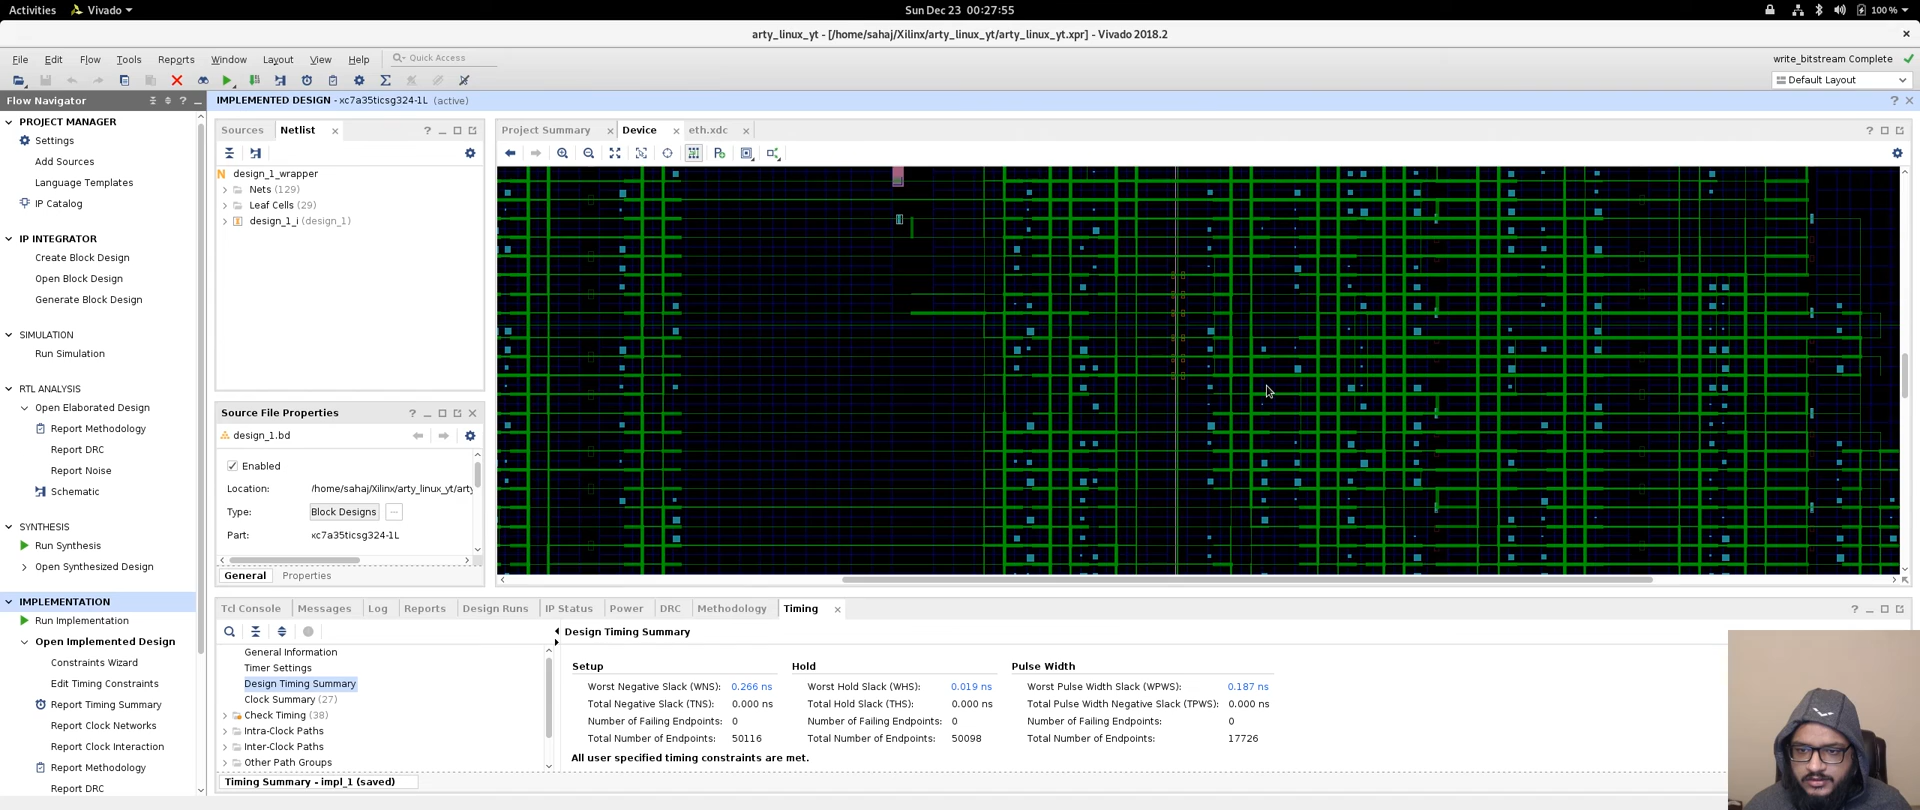 Activities Vivado Sun Dec 23 00:27:55 100 %
arty_linux_yt - [/home/sahaj/Xilinx/arty_linux_yt/arty_linux_yt.xpr] - Vivado 2018.2
File Edit Flow Tools Reports Window Layout View Help Quick Access write_bitstream Complete
Default Layout
Flow Navigator IMPLEMENTED DESIGN - xc7a35ticsg324-1L (active)
PROJECT MANAGER
Settings
Add Sources
Language Templates
IP Catalog
IP INTEGRATOR
Create Block Design
Open Block Design
Generate Block Design
SIMULATION
Run Simulation
RTL ANALYSIS
Open Elaborated Design
Report Methodology
Report DRC
Report Noise
Schematic
SYNTHESIS
Run Synthesis
Open Synthesized Design
IMPLEMENTATION
Run Implementation
Open Implemented Design
Constraints Wizard
Edit Timing Constraints
Report Timing Summary
Report Clock Networks
Report Clock Interaction
Report Methodology
Report DRC
Sources Netlist
design_1_wrapper
Nets (129)
Leaf Cells (29)
design_1_i (design_1)
Source File Properties
design_1.bd
Enabled
Location: /home/sahaj/Xilinx/arty_linux_yt/arty
Type: Block Designs
Part: xc7a35ticsg324-1L
General Properties
Project Summary Device eth.xdc
Tcl Console Messages Log Reports Design Runs IP Status Power DRC Methodology Timing
General Information
Timer Settings
Design Timing Summary
Clock Summary (27)
Check Timing (38)
Intra-Clock Paths
Inter-Clock Paths
Other Path Groups
Timing Summary - impl_1 (saved)
Design Timing Summary
Setup Hold Pulse Width
Worst Negative Slack (WNS): 0.266 ns Worst Hold Slack (WHS): 0.019 ns Worst Pulse Width Slack (WPWS): 0.187 ns
Total Negative Slack (TNS): 0.000 ns Total Hold Slack (THS): 0.000 ns Total Pulse Width Negative Slack (TPWS): 0.000 ns
Number of Failing Endpoints: 0 Number of Failing Endpoints: 0 Number of Failing Endpoints: 0
Total Number of Endpoints: 50116 Total Number of Endpoints: 50098 Total Number of Endpoints: 17726
All user specified timing constraints are met.